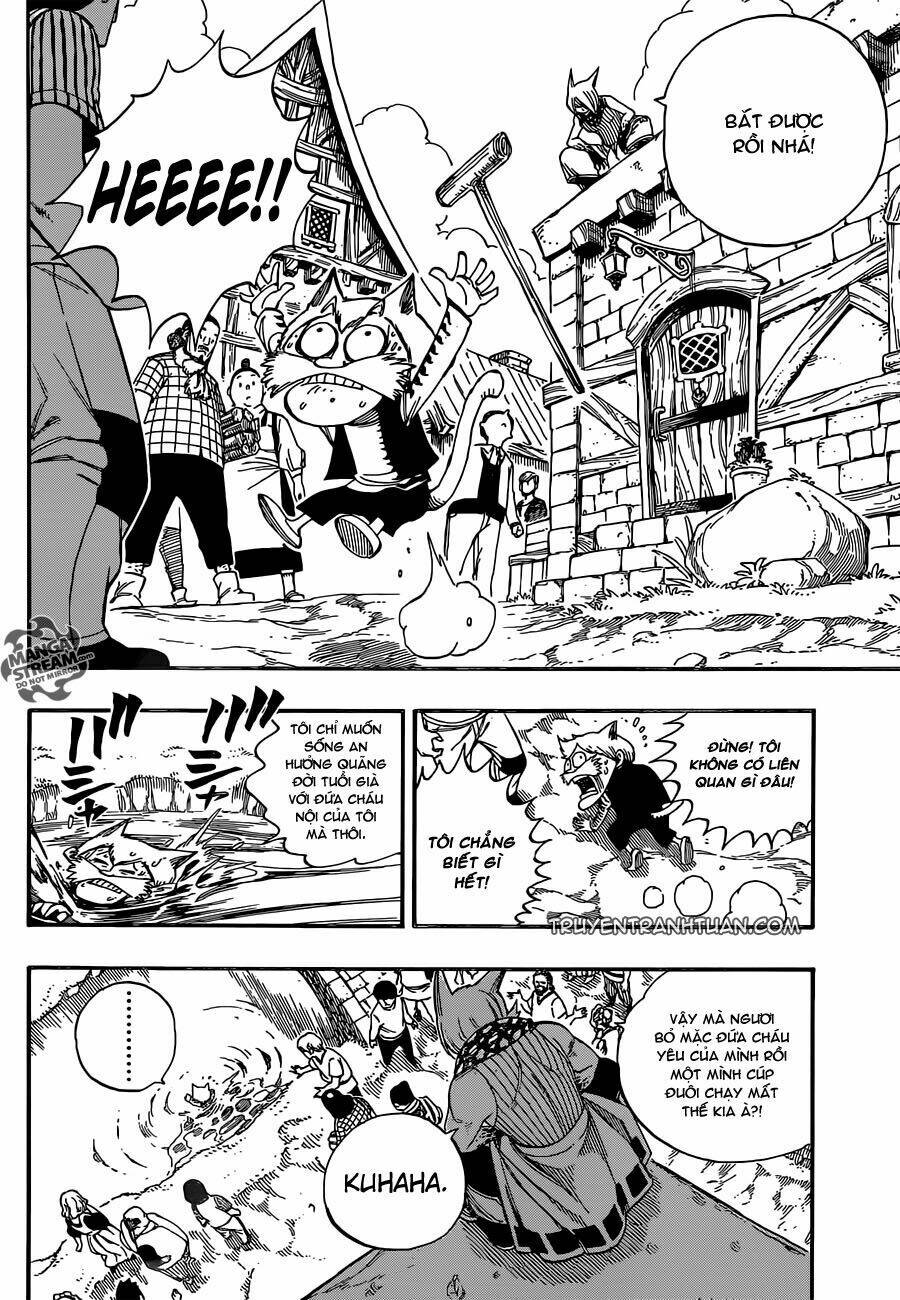 BẮT ĐƯỢC
RỒI NHÁ!
HEEEE!!
MANGA
STREAM.com
DO NOT MIRROR
ĐỪNG! TÔI
KHÔNG CÓ LIÊN
QUAN GÌ ĐÂU!
TÔI CHẲNG
BIẾT GÌ
HẾT!
TRUYENTRANHTUAN.COM
TÔI CHỈ MUỐN
SỐNG AN
HƯỞNG QUÃNG
ĐỜI TUỔI GIÀ
VỚI ĐỨA CHÁU
NỘI CỦA TÔI
MÀ THÔI.
VẬY MÀ NGƯƠI
BỎ MẶC ĐỨA CHÁU
YÊU CỦA MÌNH RỒI
MỘT MÌNH CÚP
ĐUÔI CHẠY MẤT
THẾ KIA À?!
........
KUHAHA.